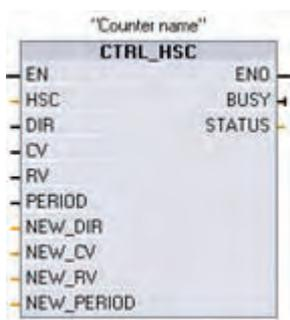 "Counter name"
CTRL_HSC
EN ENO
HSC BUSY
DIR STATUS
CV
RV
PERIOD
NEW_DIR
NEW_CV
NEW_RV
NEW_PERIOD